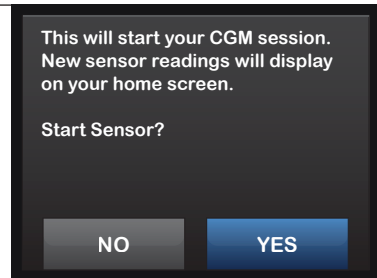 This will start your CGM session.
New sensor readings will display
on your home screen.
Start Sensor?
NO
YES